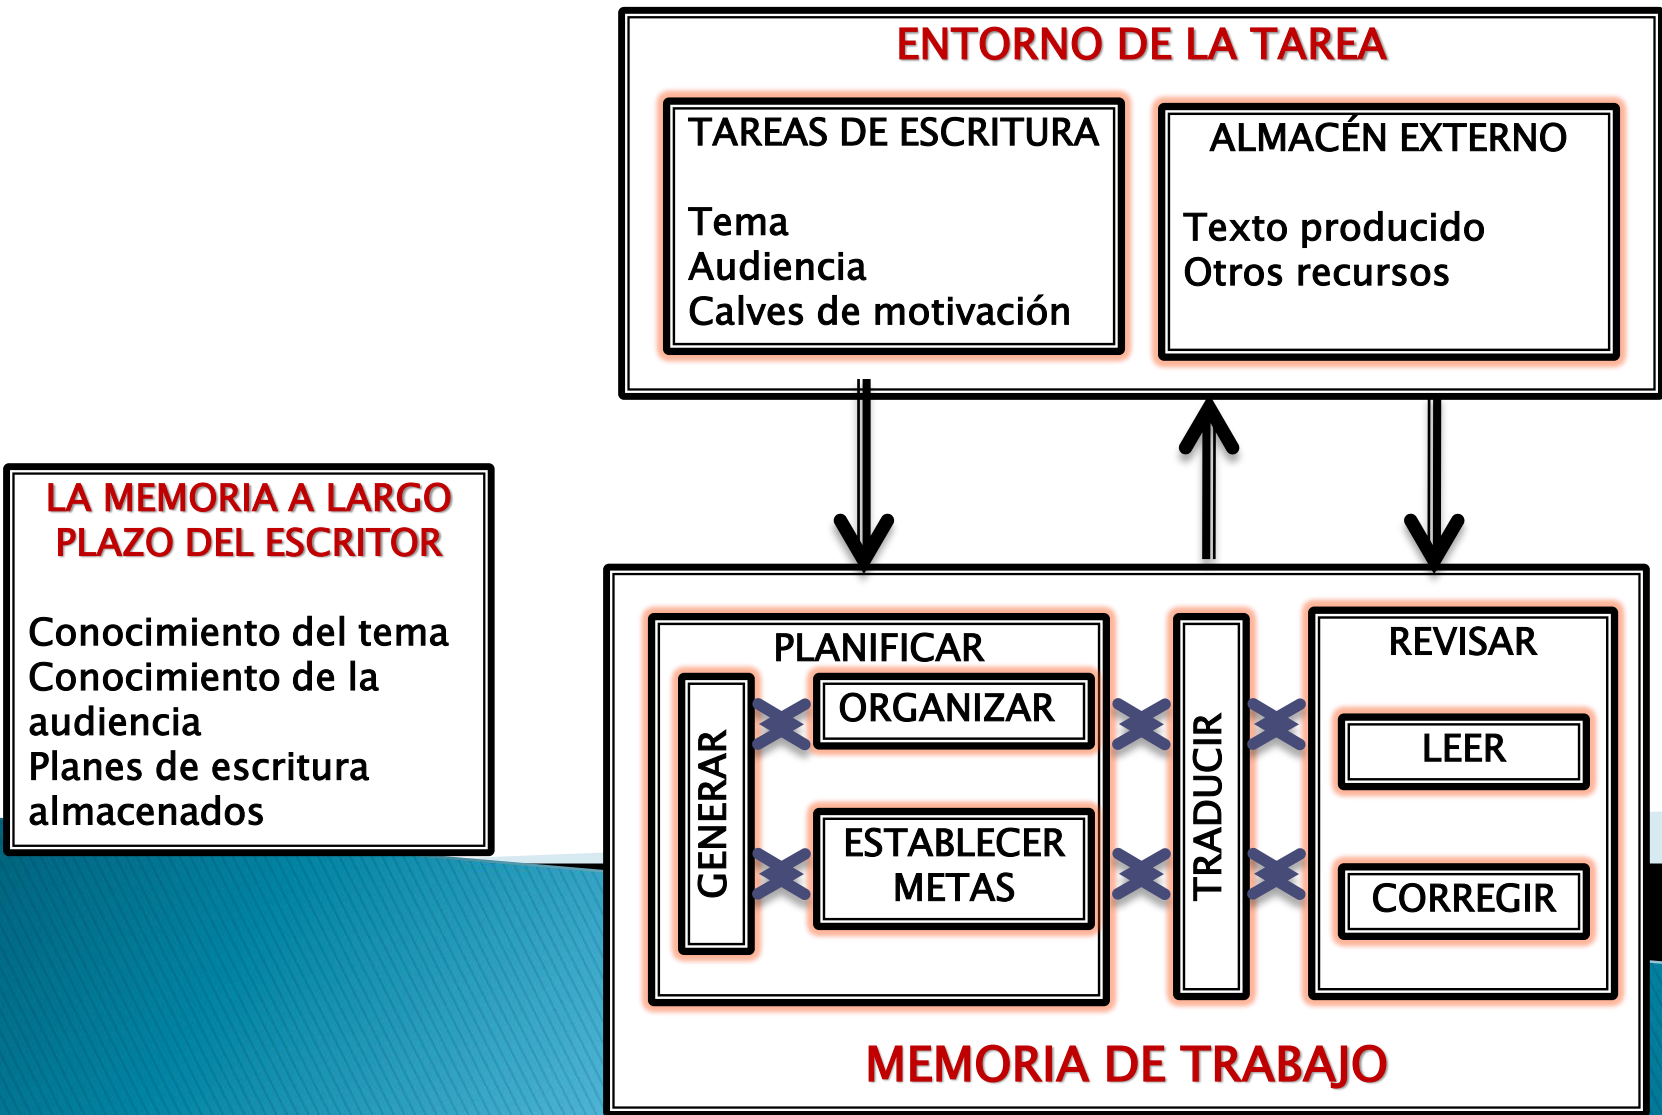 ENTORNO DE LA TAREA
TAREAS DE ESCRITURA
Tema
Audiencia
Calves de motivación
ALMACÉN EXTERNO
Texto producido
Otros recursos
LA MEMORIA A LARGO
PLAZO DEL ESCRITOR
Conocimiento del tema
Conocimiento de la
audiencia
Planes de escritura
almacenados
PLANIFICAR
GENERAR
ORGANIZAR
ESTABLECER
METAS
TRADUCIR
REVISAR
LEER
CORREGIR
MEMORIA DE TRABAJO